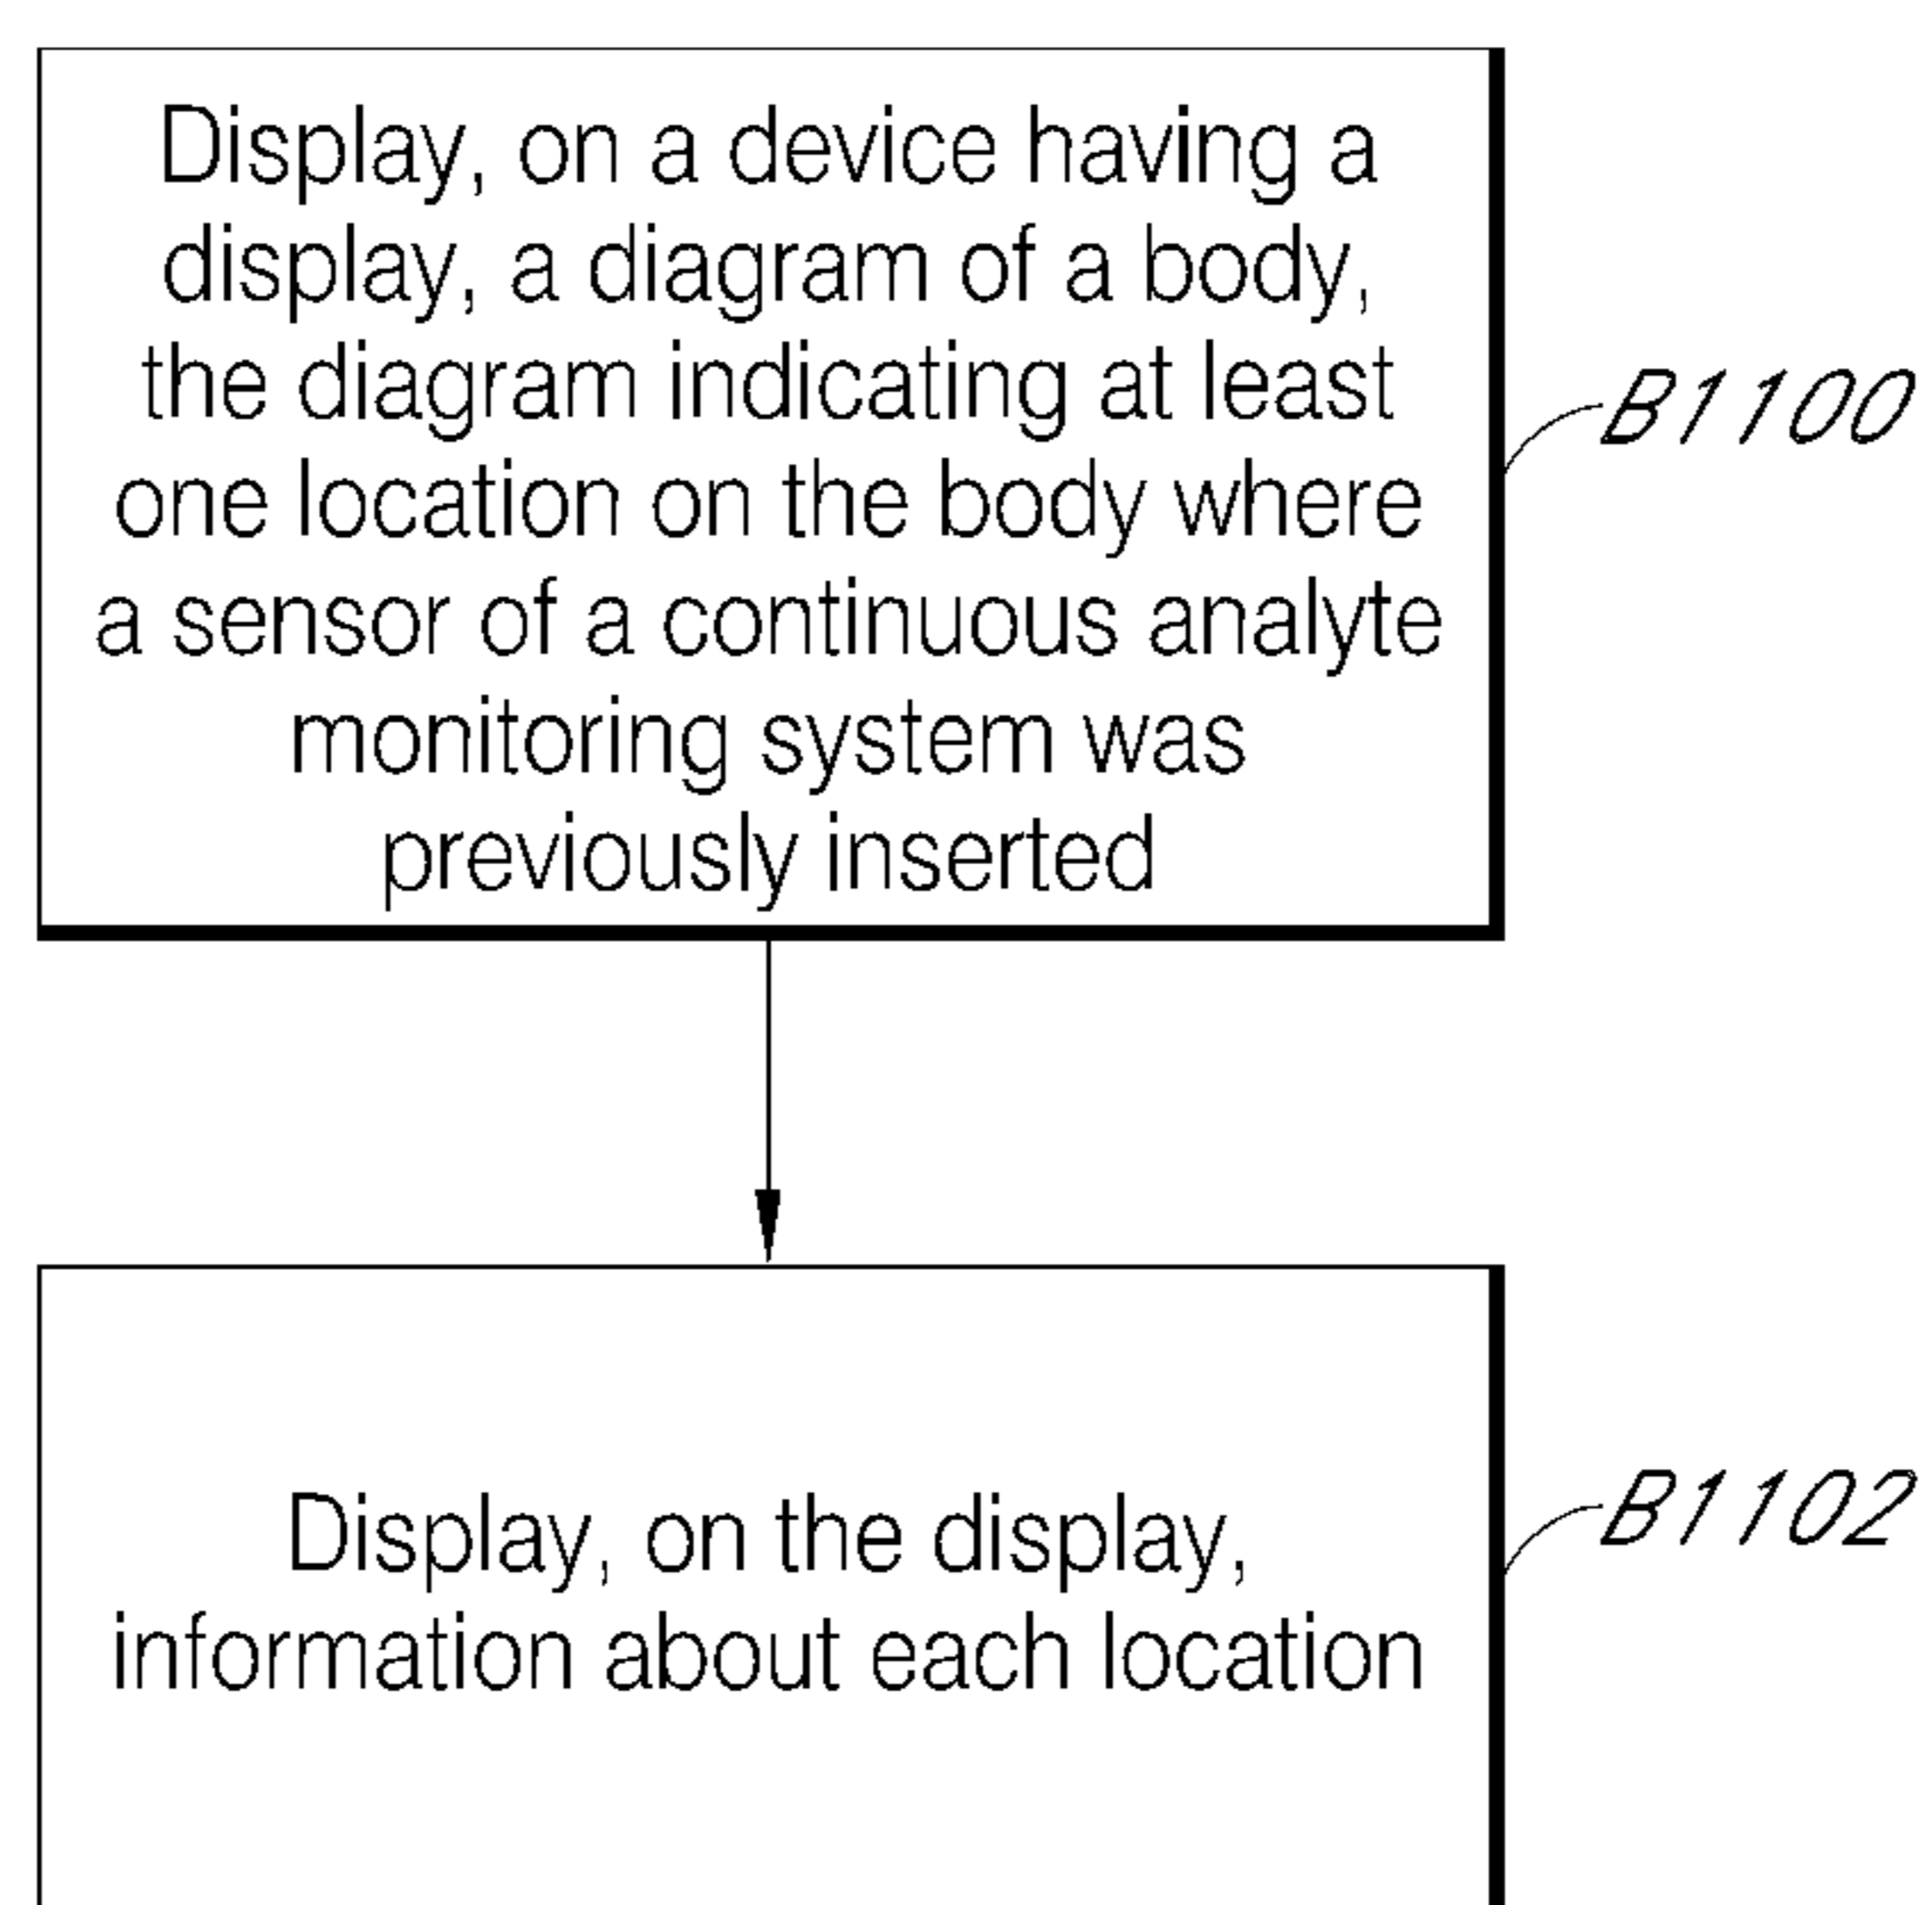 Display, on a device having a
display, a diagram of a body,
the diagram indicating at least
one location on the body where
a sensor of a continuous analyte
monitoring system was
previously inserted
B1100
Display, on the display,
information about each location
B1102